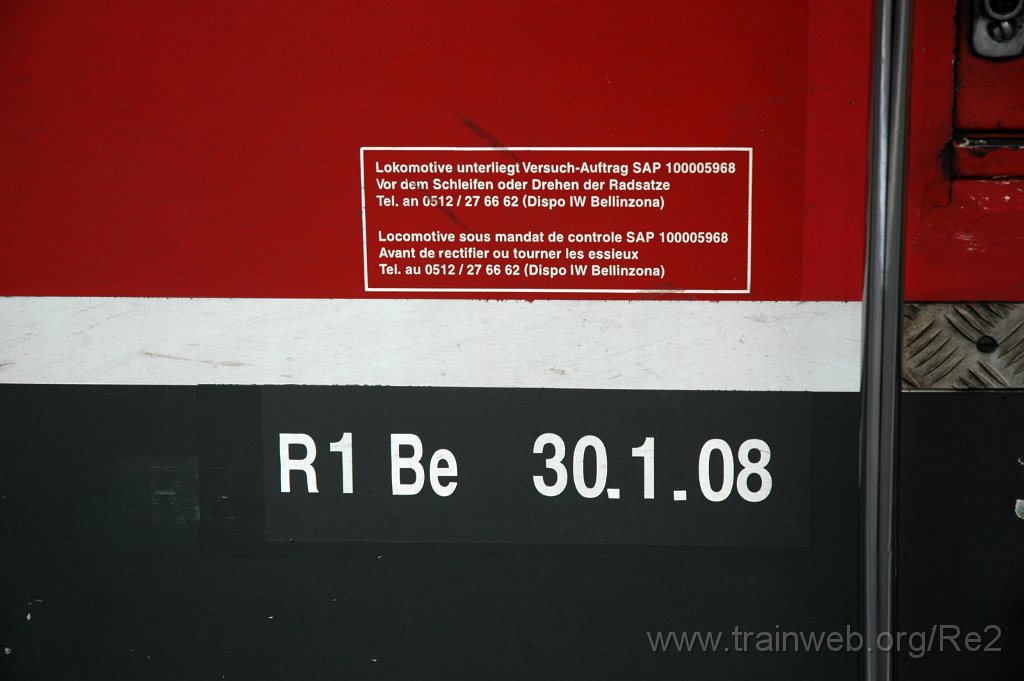 Lokomotive unterliegt Versuch-Auftrag SAP 100005968
Vor dem Schleifen oder Drehen der Radsatze
Tel. an 0512 / 27 66 62 (Dispo IW Bellinzona)
Locomotive sous mandat de controle SAP 100005968
Avant de rectifier ou tourner les essieux
Tel. au 0512 / 27 66 62 (Dispo IW Bellinzona)
R1 Be 30.1.08
www.trainweb.org/Re2